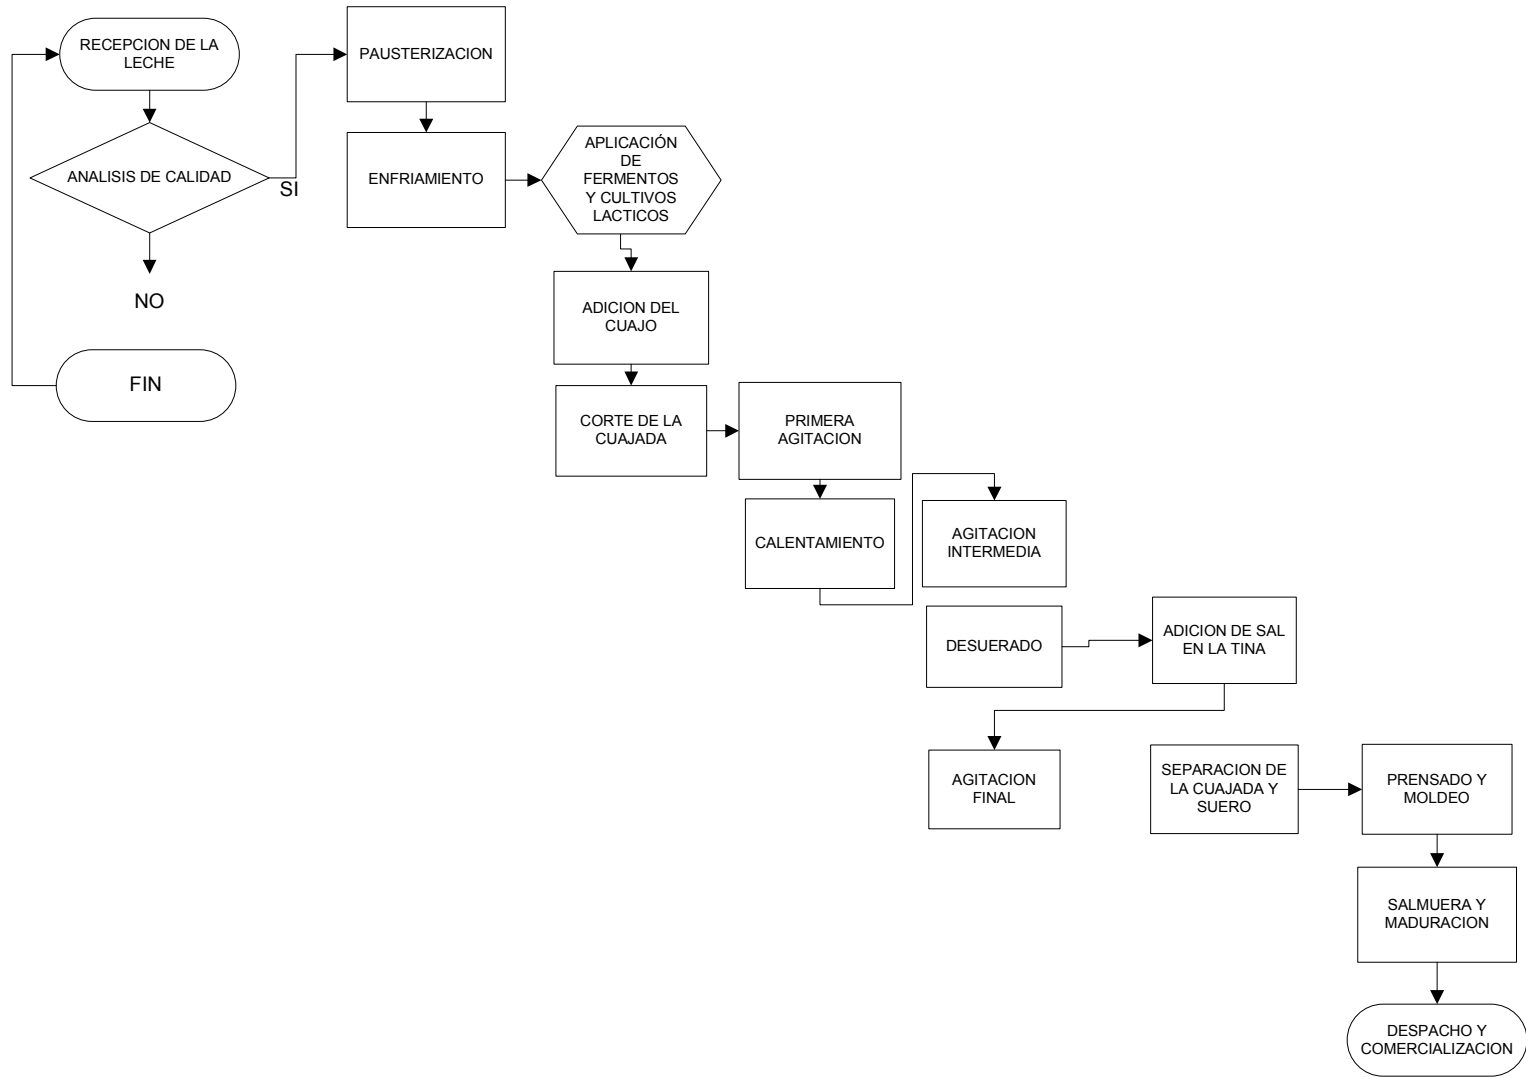 RECEPCION DE LA
LECHE
ANALISIS DE CALIDAD
SI
NO
FIN
PAUSTERIZACION
ENFRIAMIENTO
APLICACIÓN
DE
FERMENTOS
Y CULTIVOS
LACTICOS
ADICION DEL
CUAJO
CORTE DE LA
CUAJADA
PRIMERA
AGITACION
CALENTAMIENTO
AGITACION
INTERMEDIA
DESUERADO
ADICION DE SAL
EN LA TINA
AGITACION
FINAL
SEPARACION DE
LA CUAJADA Y
SUERO
PRENSADO Y
MOLDEO
SALMUERA Y
MADURACION
DESPACHO Y
COMERCIALIZACION